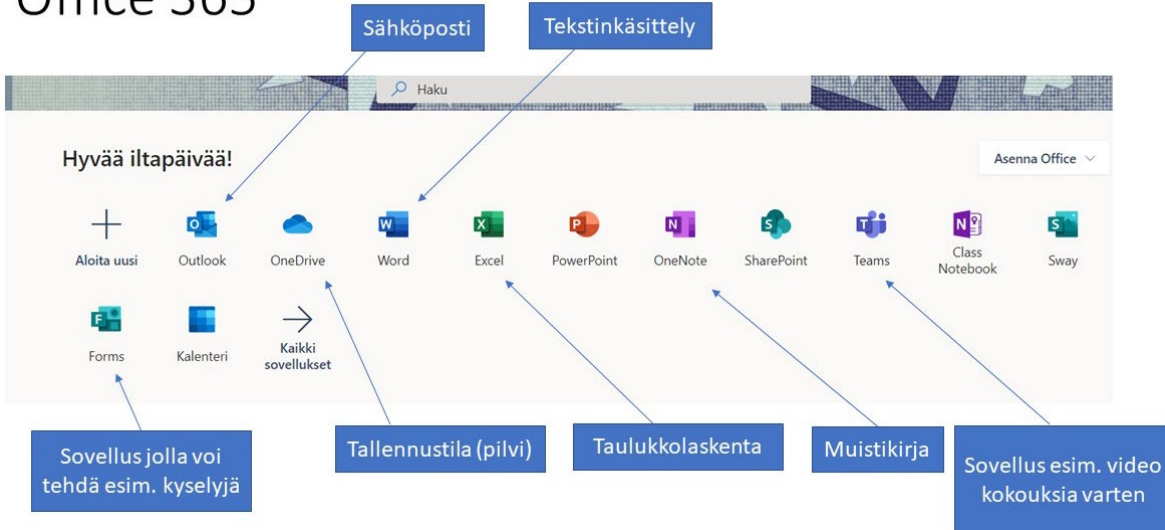 Office 365
Sähköposti
Tekstinkäsittely
Haku
Hyvää iltapäivää!
Asenna Office
Aloita uusi
Outlook
OneDrive
Word
Excel
PowerPoint
OneNote
SharePoint
Teams
Class
Notebook
Sway
Forms
Kalenteri
Kaikki
sovellukset
Sovellus jolla voi
tehdä esim. kyselyjä
Tallennustila (pilvi)
Taulukkolaskenta
Muistikirja
Sovellus esim. video
kokouksia varten